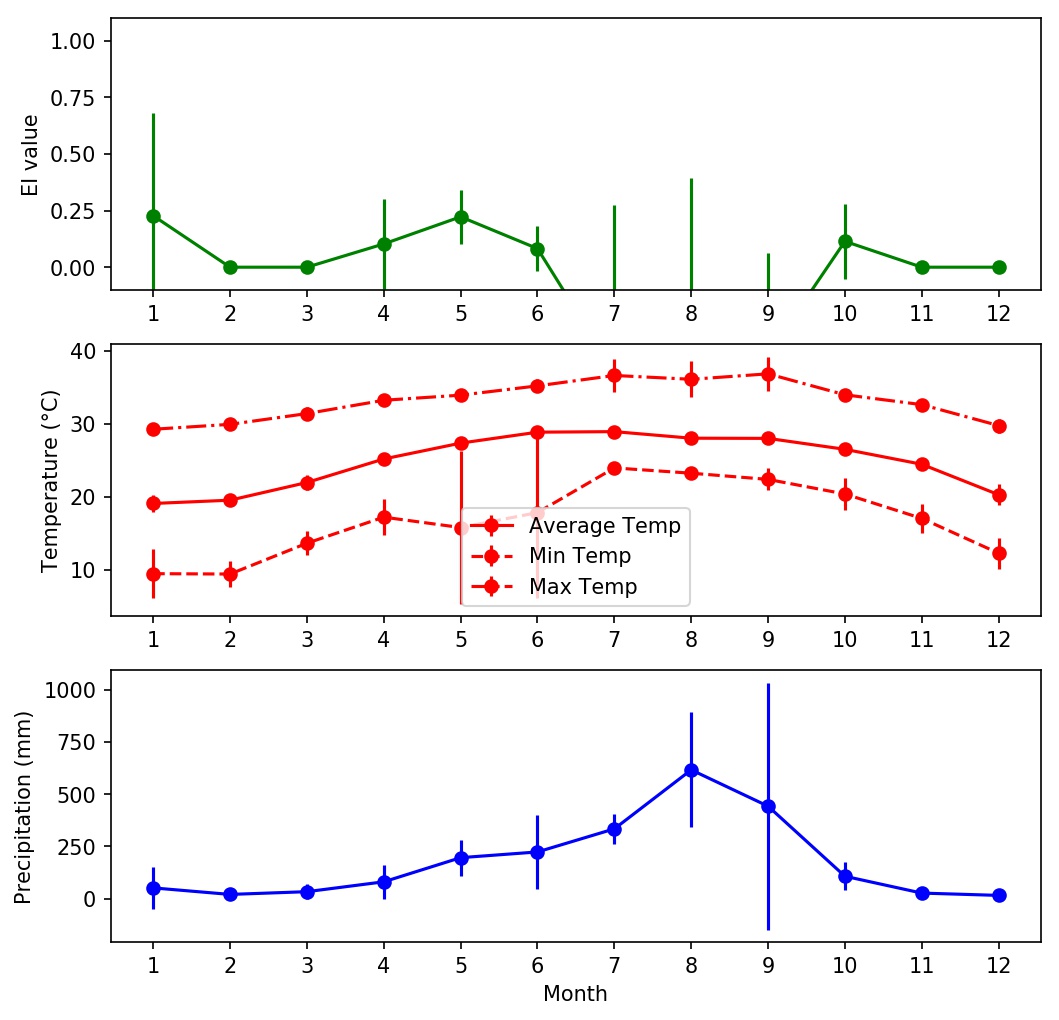 EI value
1.00
0.75
0.50
0.25
0.00
1 2 3 4 5 6 7 8 9 10 11 12
Temperature (°C)
40
30
20
10
Average Temp
Min Temp
Max Temp
1 2 3 4 5 6 7 8 9 10 11 12
Precipitation (mm)
1000
750
500
250
0
1 2 3 4 5 6 7 8 9 10 11 12
Month